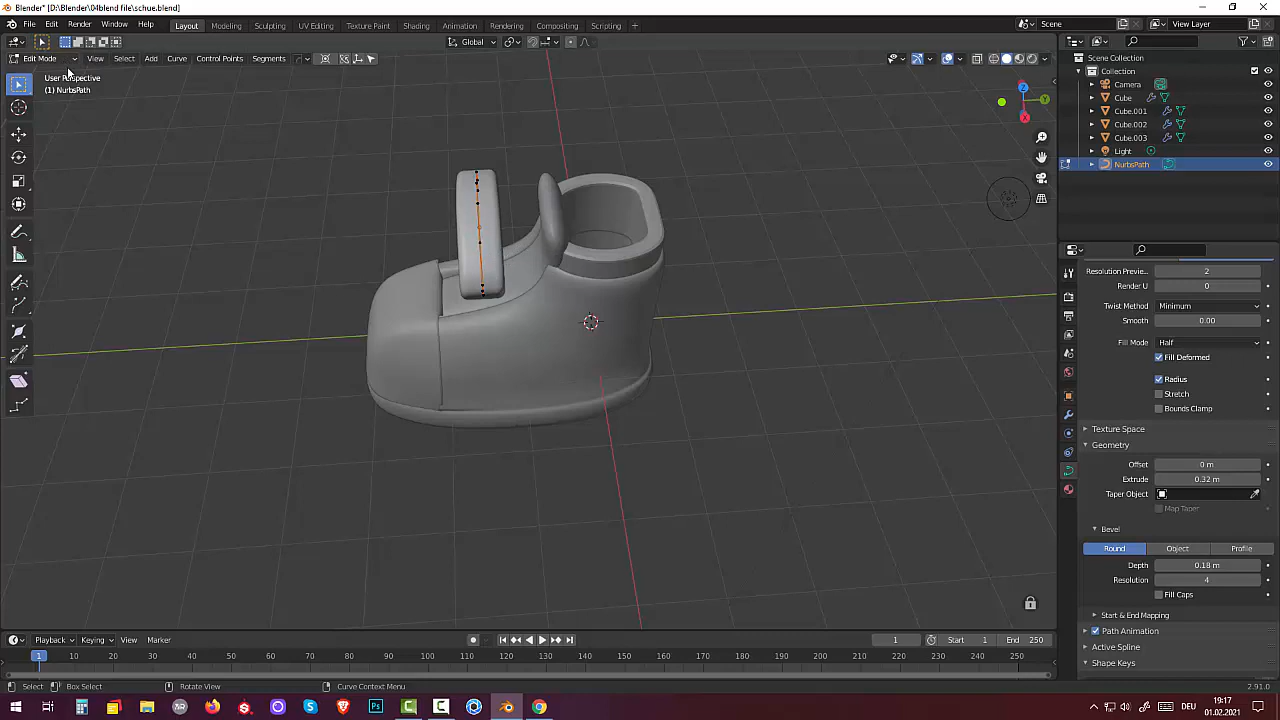 Blender* [D:\Blender\04blend file\schue.blend]
File Edit Render Window Help Layout Modeling Sculpting UV Editing Texture Paint Shading Animation Rendering Compositing Scripting Scene View Layer
Global
Edit Mode View Select Add Curve Control Points Segments
User Perspective
(1) NurbsPath
Z
Y
X
Scene Collection
Collection
Camera
Cube
Cube.001
Cube.002
Cube.003
Light
NurbsPath
Resolution Previe... 2
Render U 0
Twist Method Minimum
Smooth 0.00
Fill Mode Half
Fill Deformed
Radius
Stretch
Bounds Clamp
Texture Space
Geometry
Offset 0 m
Extrude 0.32 m
Taper Object
Map Taper
Bevel
Round Object Profile
Depth 0.18 m
Resolution 4
Fill Caps
Start & End Mapping
Path Animation
Active Spline
Shape Keys
Playback Keying View Marker 1 Start 1 End 250
1 10 20 30 40 50 60 70 80 90 100 110 120 130 140 150 160 170 180 190 200 210 220 230 240 250
Select Box Select Rotate View Curve Context Menu 2.91.0
Ps DEU 19:17
01.02.2021